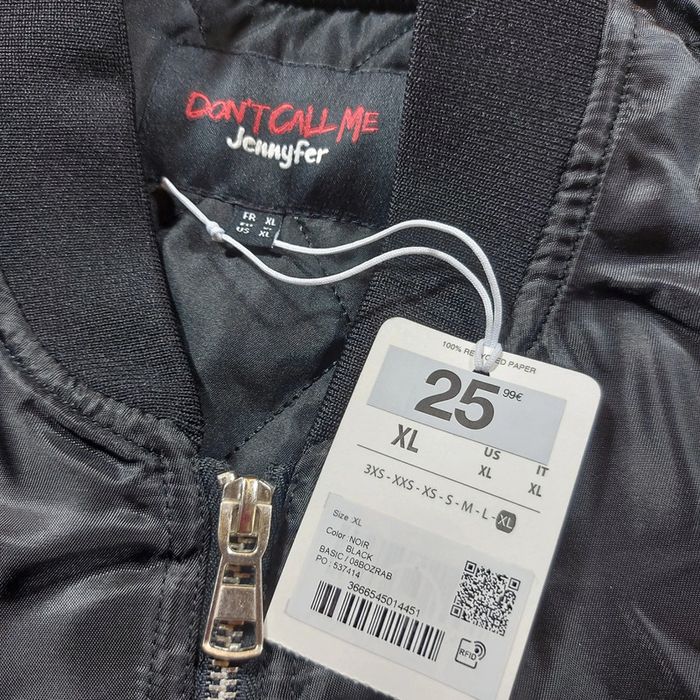 DON'T CALL ME
Jennyfer
FR XL
US XL
100% RECYCLED PAPER
25 99€
XL US IT
XL XL
3XS - XXS - XS - S - M - L - XL
Size :XL
Color :NOIR
BLACK
BASIC / 08BOZRAB
PO : 537414
3666545014451
RFID